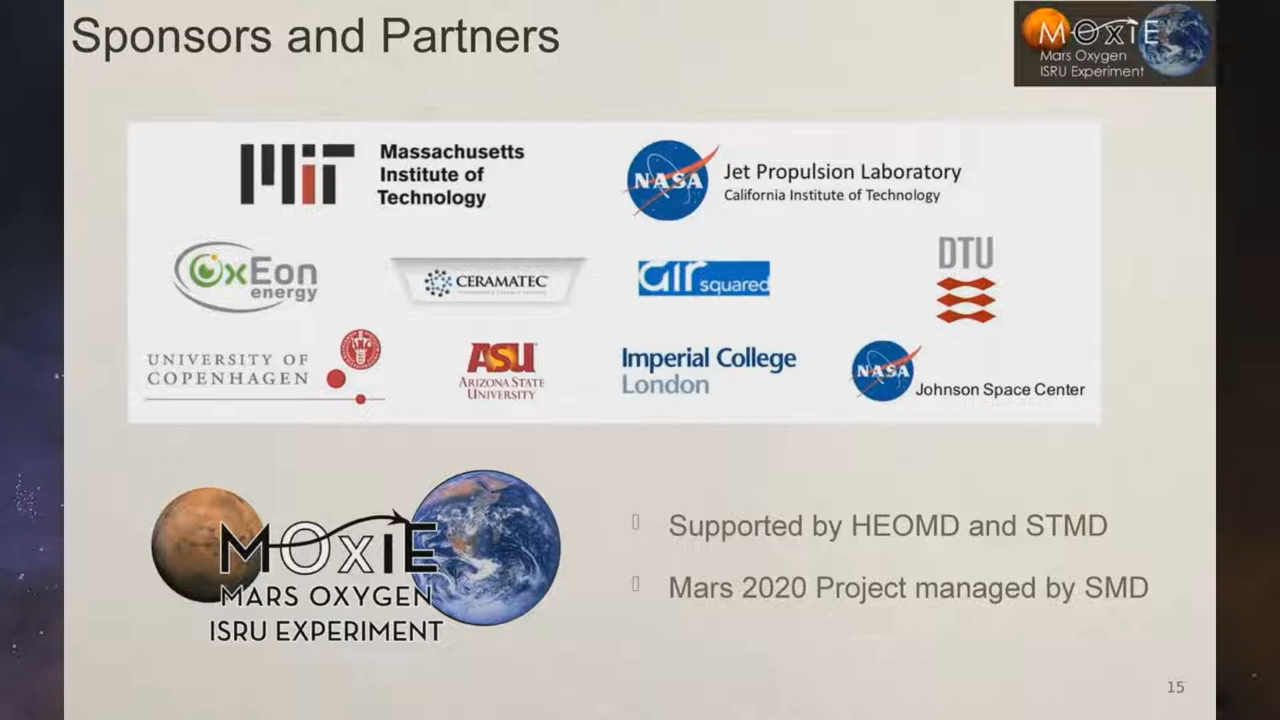 Sponsors and Partners
MOXIE
Mars Oxygen
ISRU Experiment
MIT
Massachusetts
Institute of
Technology
NASA
Jet Propulsion Laboratory
California Institute of Technology
OxEon
energy
CERAMATEC
air squared
DTU
UNIVERSITY OF
COPENHAGEN
ASU
ARIZONA STATE
UNIVERSITY
Imperial College
London
NASA
Johnson Space Center
MOXIE
MARS OXYGEN
ISRU EXPERIMENT
Supported by HEOMD and STMD
Mars 2020 Project managed by SMD
15